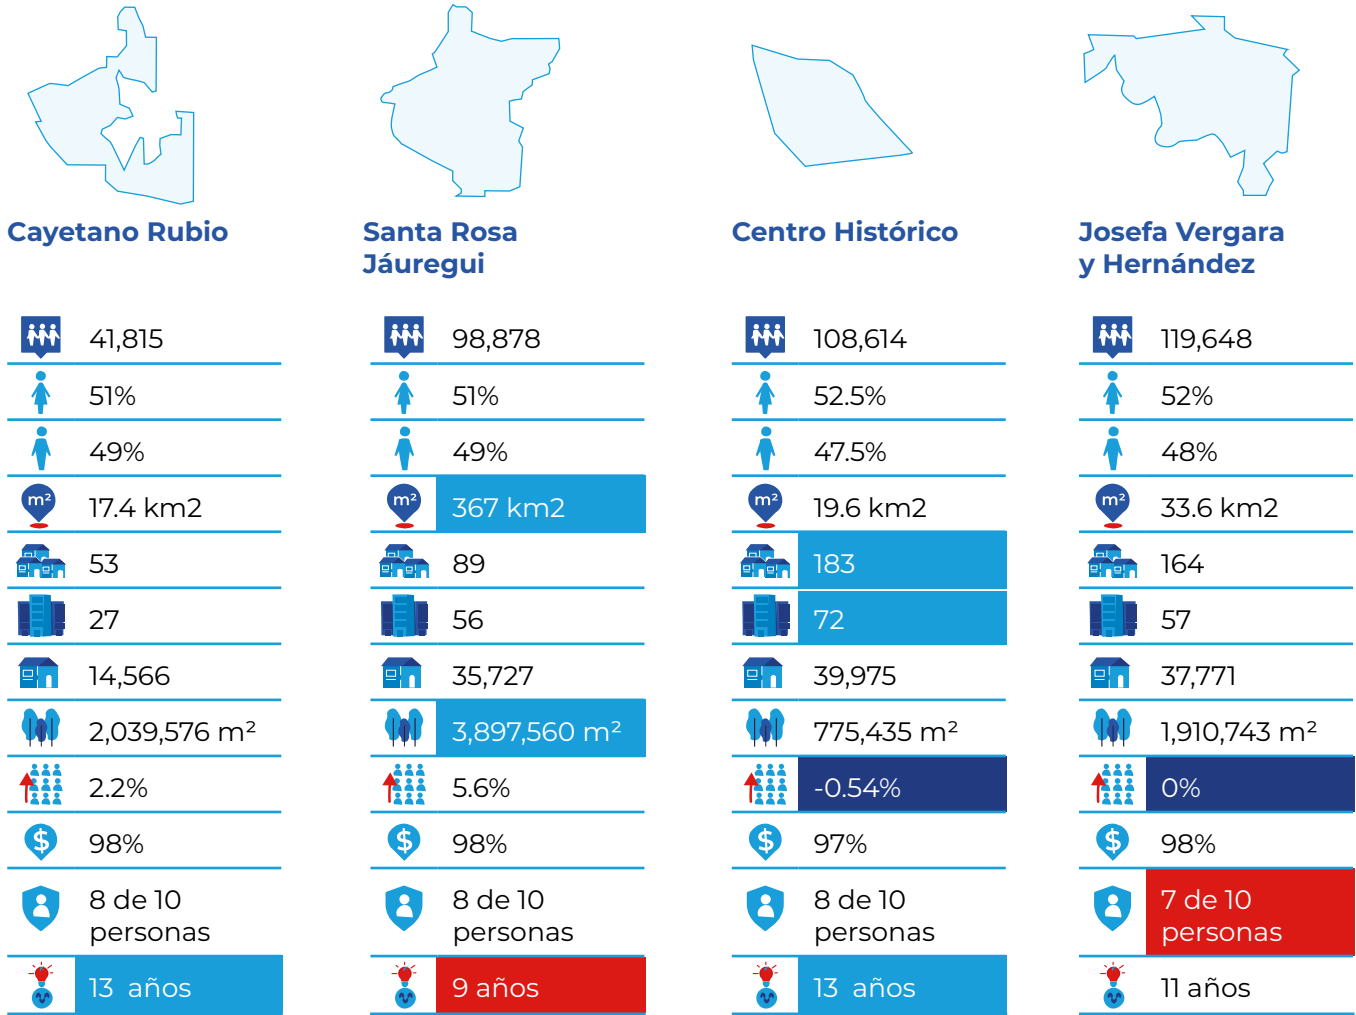 Cayetano Rubio
41,815
51%
49%
m²
17.4 km2
53
27
14,566
2,039,576 m²
2.2%
$
98%
8 de 10
personas
13 años
Santa Rosa
Jáuregui
98,878
51%
49%
m²
367 km2
89
56
35,727
3,897,560 m²
5.6%
$
98%
8 de 10
personas
9 años
Centro Histórico
108,614
52.5%
47.5%
m²
19.6 km2
183
72
39,975
775,435 m²
-0.54%
$
97%
8 de 10
personas
13 años
Josefa Vergara
y Hernández
119,648
52%
48%
m²
33.6 km2
164
57
37,771
1,910,743 m²
0%
$
98%
7 de 10
personas
11 años